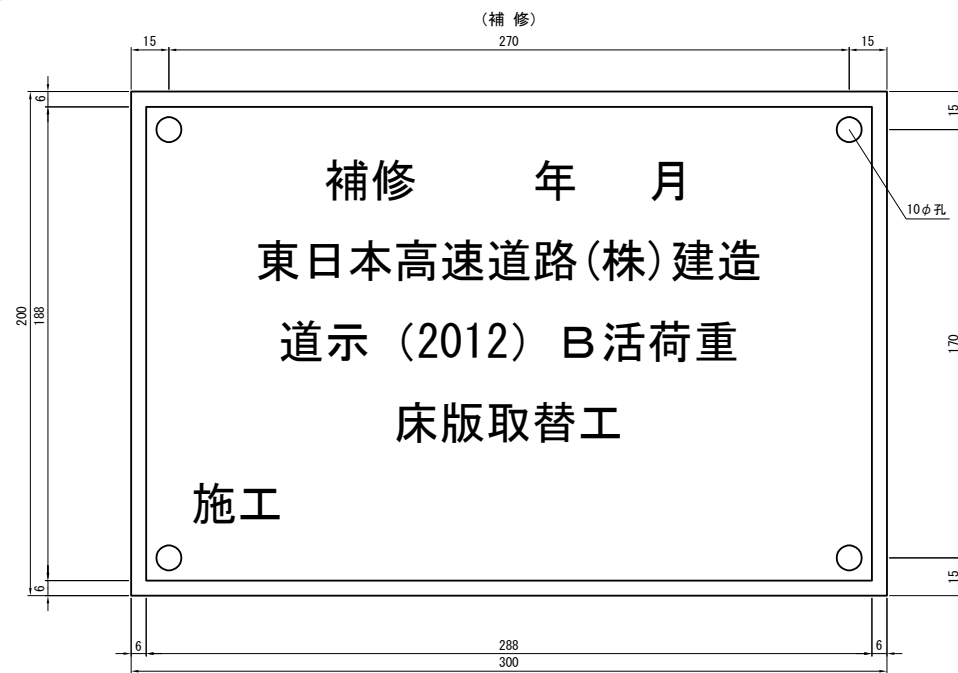 (補 修)
15 270 15
6
15
補修 年 月
10φ孔
東日本高速道路(株)建造
200
188
道示 (2012) B活荷重
170
床版取替工
施工
6
15
6 288 6
300